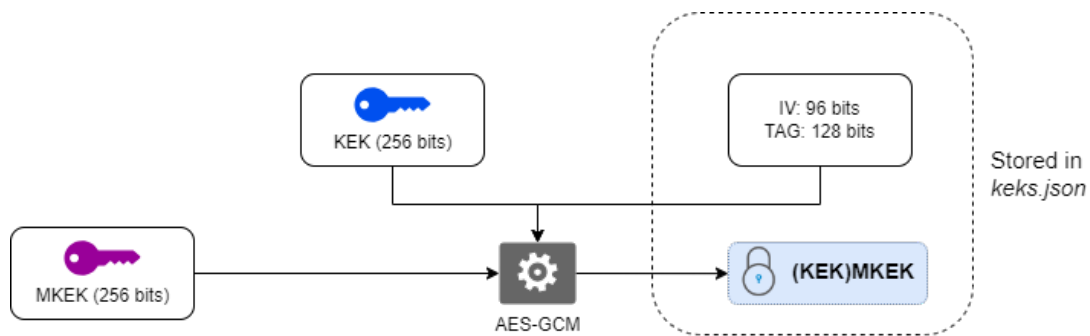 KEK (256 bits)
IV: 96 bits
TAG: 128 bits
Stored in
keks.json
MKEK (256 bits)
AES-GCM
(KEK)MKEK